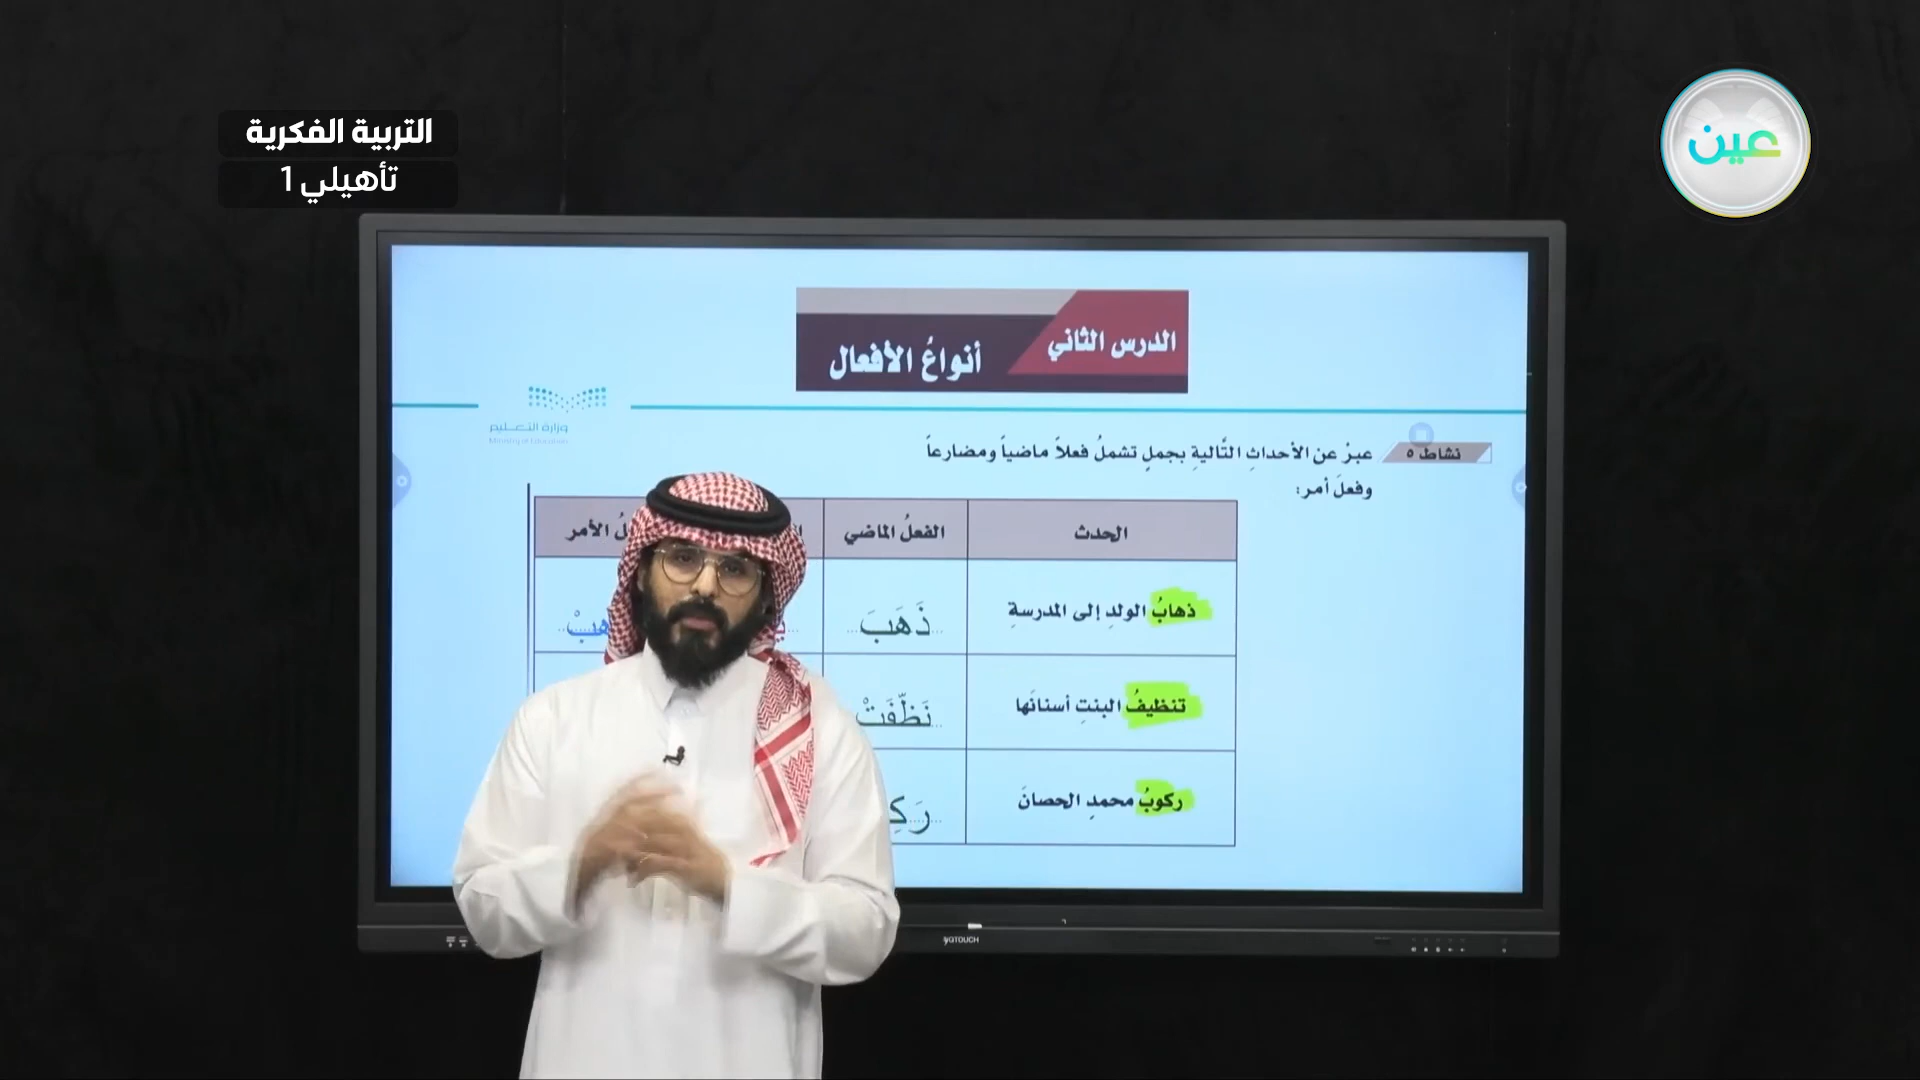 التربية الفكرية
تأهيلي 1
عين
الدرس الثاني
أنواعُ الأفعال
وزارة التعليم
Ministry of Education
نشاط ٥
عبرْ عن الأحداثِ التَّاليةِ بجملٍ تشملُ فعلاً ماضياً ومضارعاً
وفعلَ أمر:
الحدث
الفعلُ الماضي
الأمر
ذهابُ الولدِ إلى المدرسةِ
ذَهَبَ
تنظيفُ البنتِ أسنانَها
نَظَّفَتْ
ركوبُ محمدٍ الحصانَ